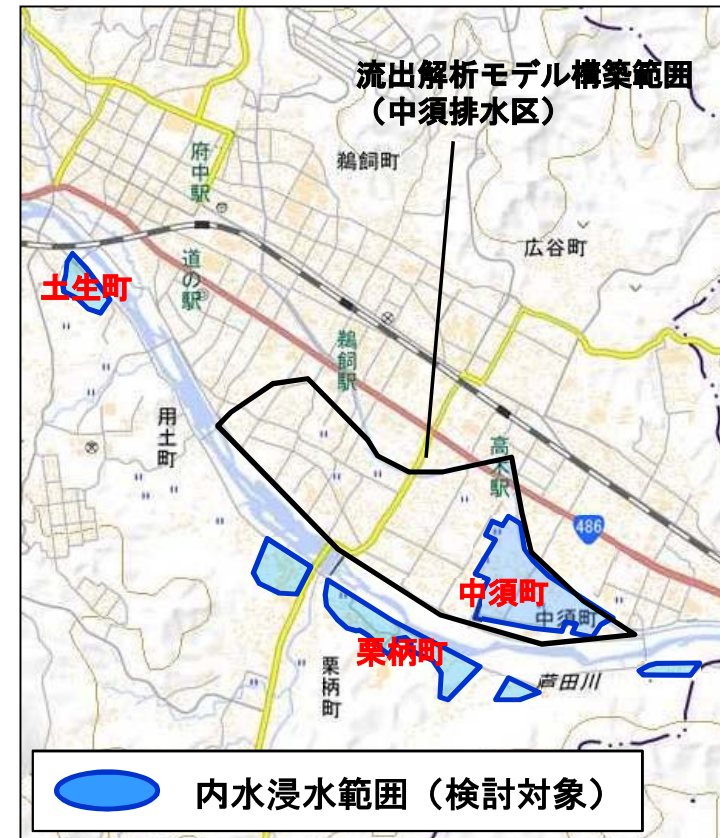 流出解析モデル構築範囲
（中須排水区）
府中駅
鵜飼町
広谷町
道の駅
土生町
鵜飼駅
用土町
高木駅
486
中須町
中須町
栗柄町
栗柄町
芦田川
内水浸水範囲（検討対象）